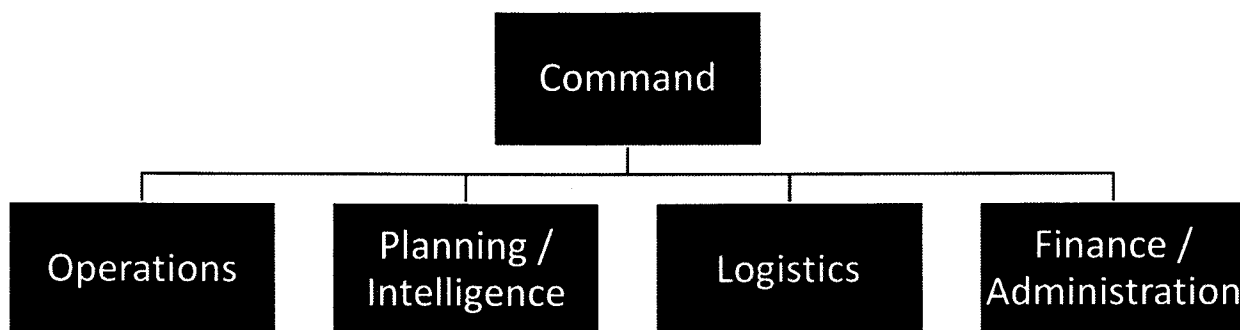 Command
Operations
Planning /
Intelligence
Logistics
Finance /
Administration